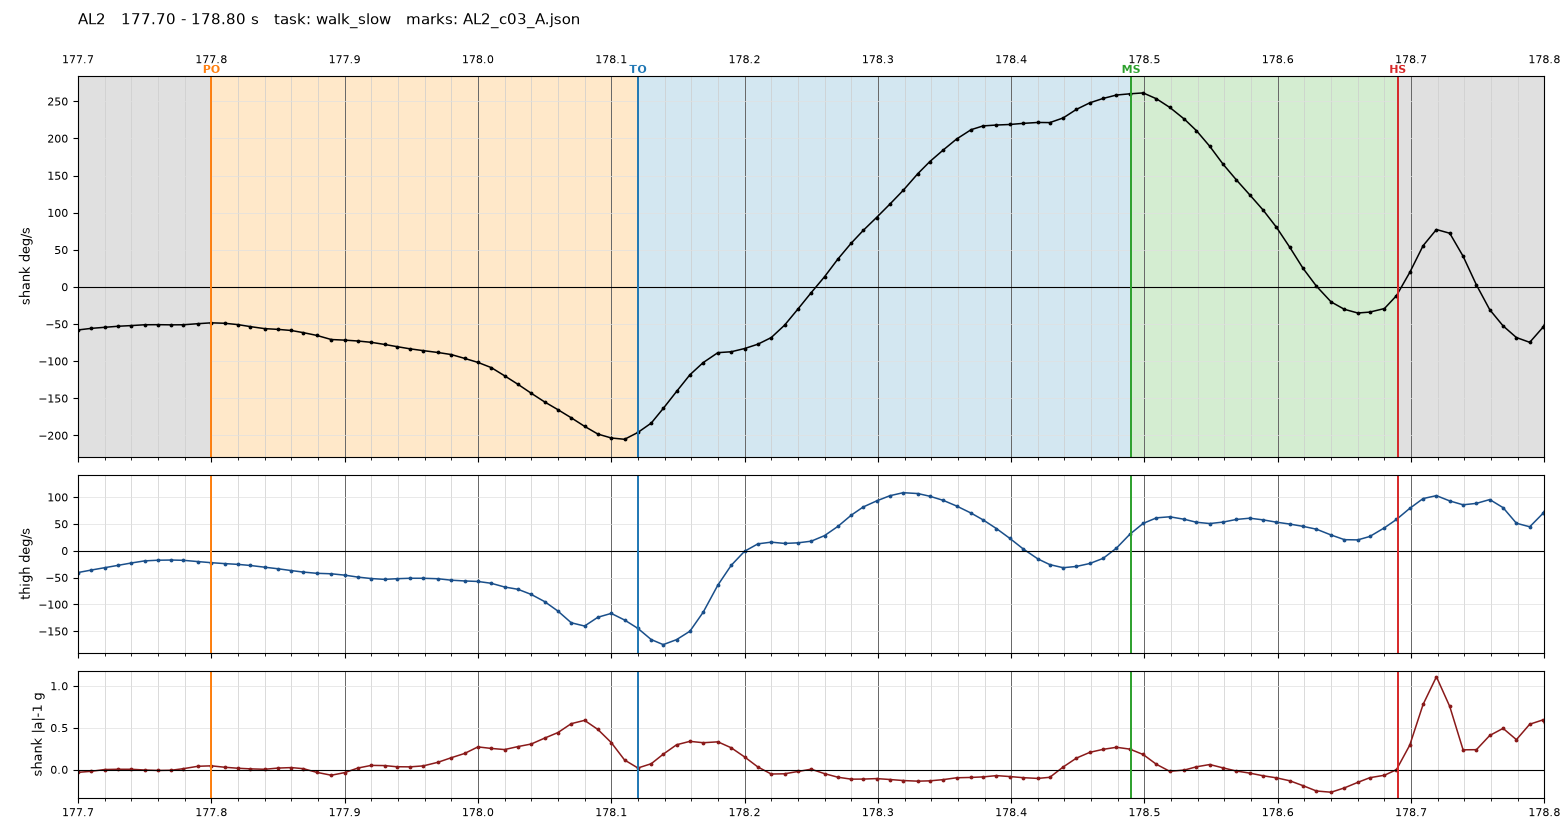 AL2   177.70 - 178.80 s   task: walk_slow   marks: AL2_c03_A.json
177.7 177.8 177.9 178.0 178.1 178.2 178.3 178.4 178.5 178.6 178.7 178.8
PO TO MS HS
shank deg/s
250
200
150
100
50
0
−50
−100
−150
−200
thigh deg/s
100
50
0
−50
−100
−150
shank |a|-1 g
1.0
0.5
0.0
177.7 177.8 177.9 178.0 178.1 178.2 178.3 178.4 178.5 178.6 178.7 178.8